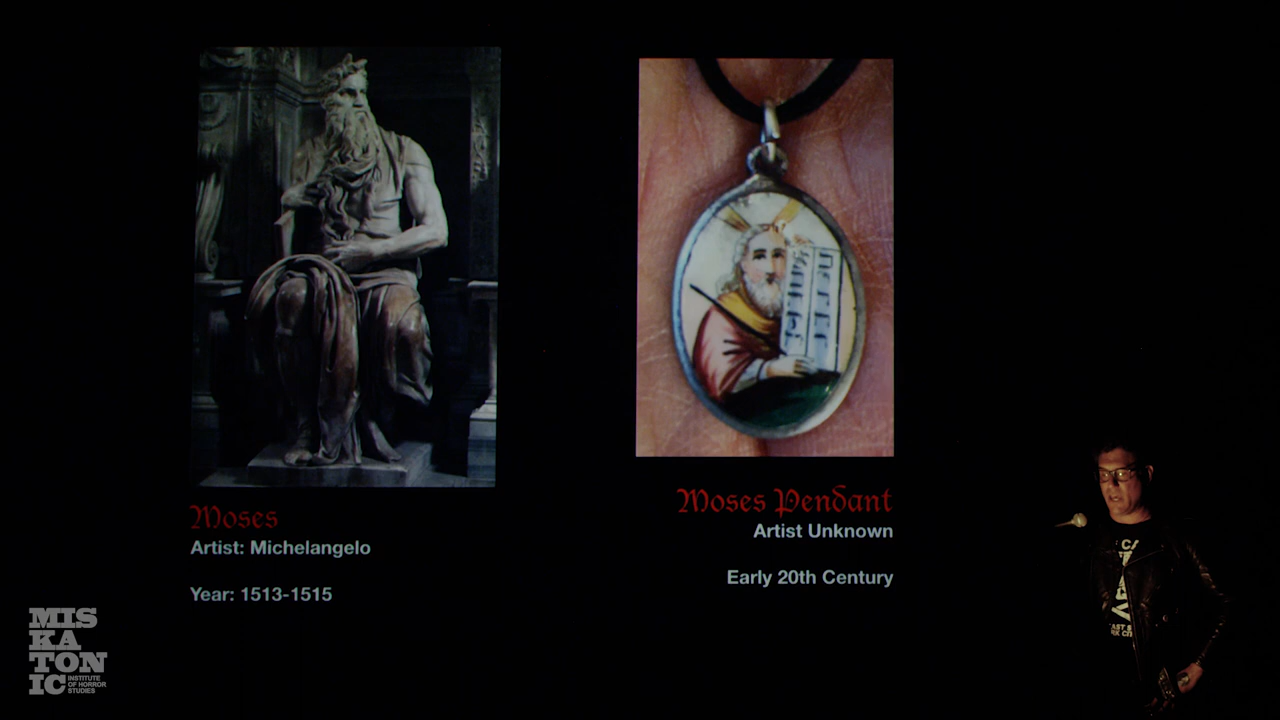 Moses
Artist: Michelangelo
Year: 1513-1515
Moses Pendant
Artist Unknown
Early 20th Century
MIS
KA
TON
IC
INSTITUTE
OF HORROR
STUDIES